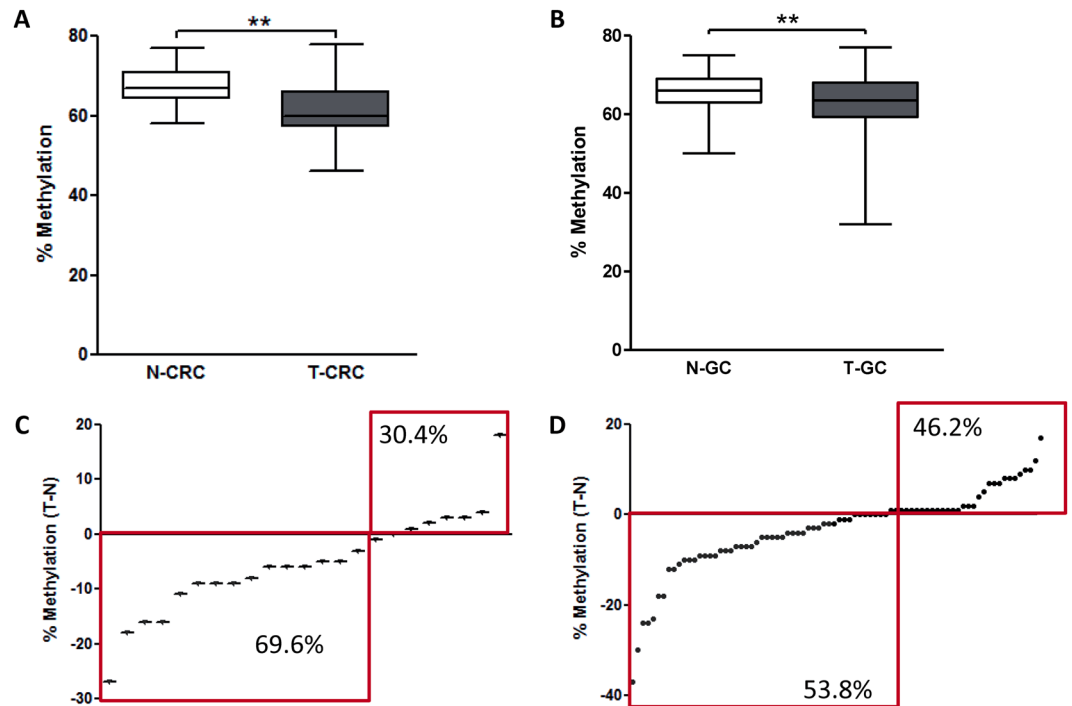 A
**
80
60
40
20
0
% Methylation
N-CRC
T-CRC
B
**
80
60
40
20
0
% Methylation
N-GC
T-GC
C
20
10
0
-10
-20
-30
% Methylation (T-N)
30.4%
69.6%
D
20
0
-20
-40
% Methylation (T-N)
46.2%
53.8%